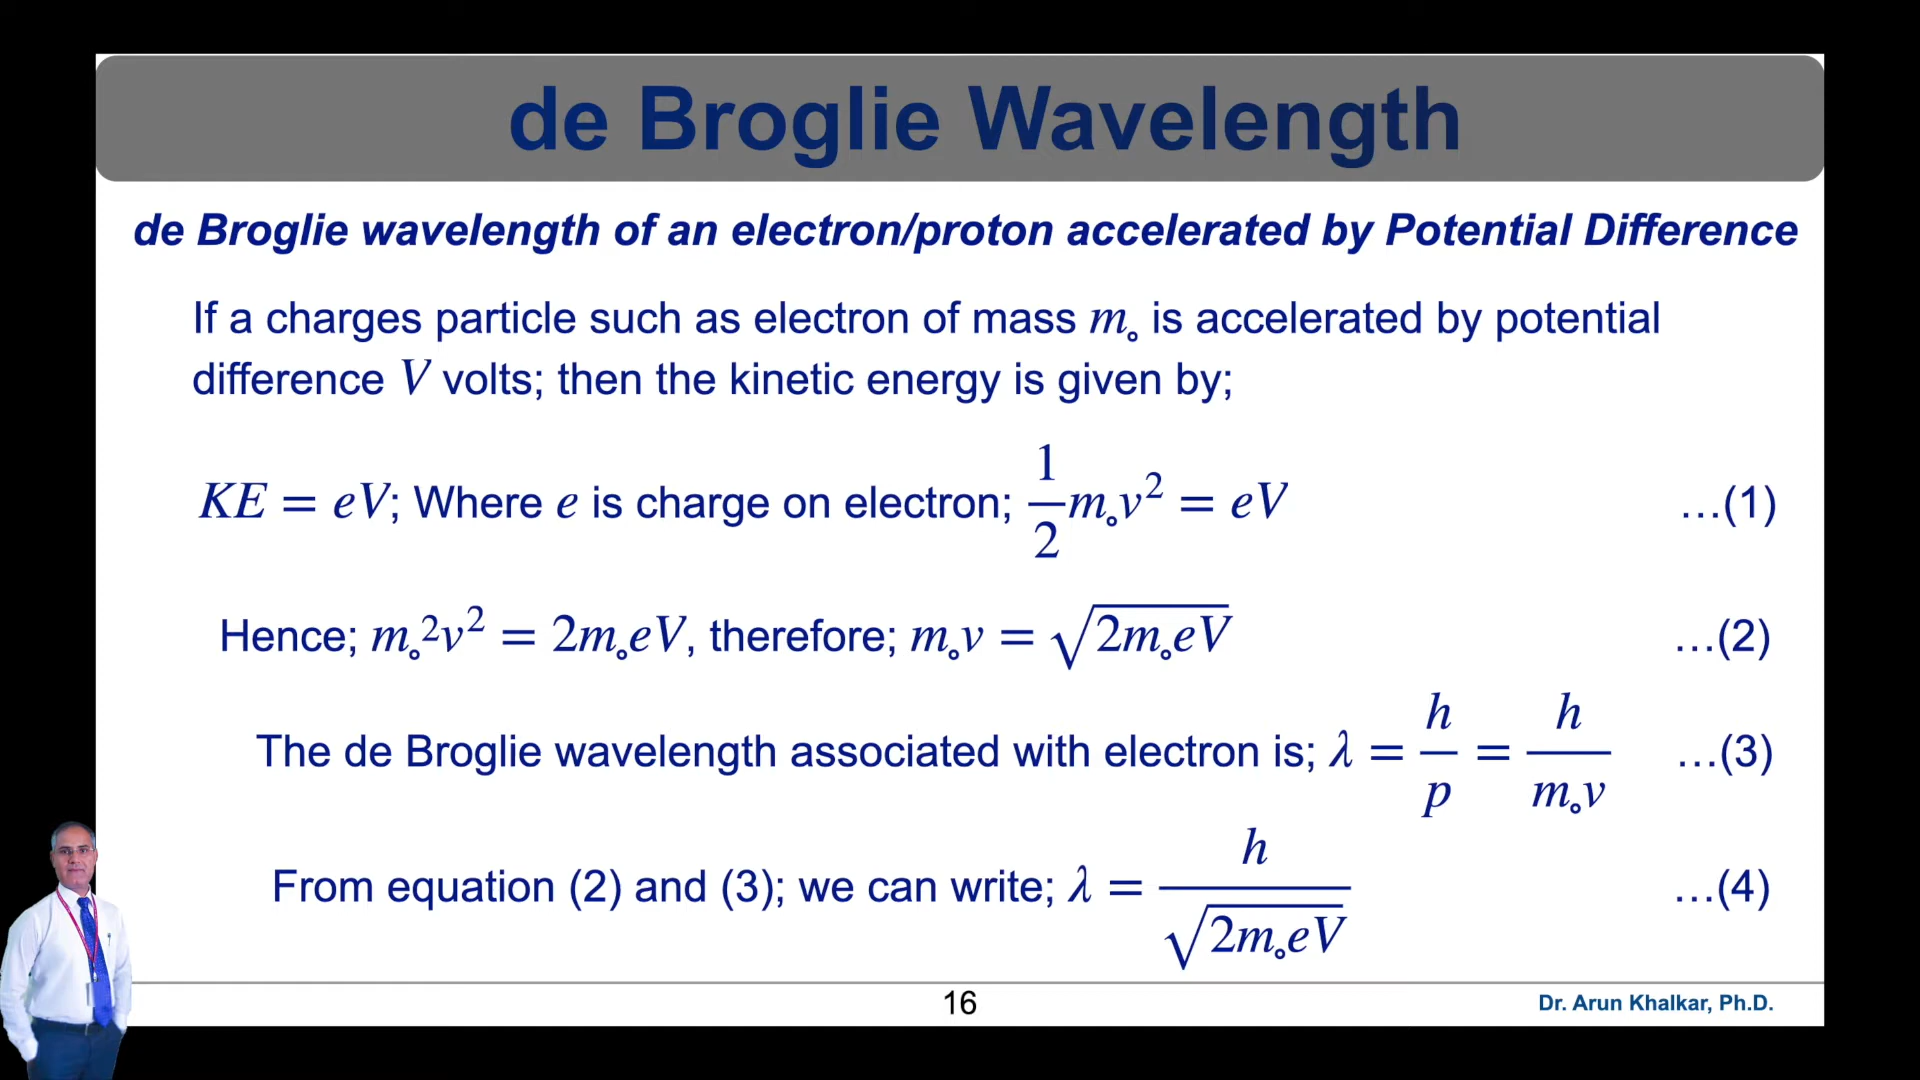 de Broglie Wavelength
de Broglie wavelength of an electron/proton accelerated by Potential Difference
If a charges particle such as electron of mass m∘ is accelerated by potential
difference V volts; then the kinetic energy is given by;
KE = eV; Where e is charge on electron; 1/2 m∘v² = eV …(1)
Hence; m∘²v² = 2m∘eV, therefore; m∘v = √(2m∘eV) …(2)
The de Broglie wavelength associated with electron is; λ = h/p = h/(m∘v) …(3)
From equation (2) and (3); we can write; λ = h/√(2m∘eV) …(4)
16
Dr. Arun Khalkar, Ph.D.